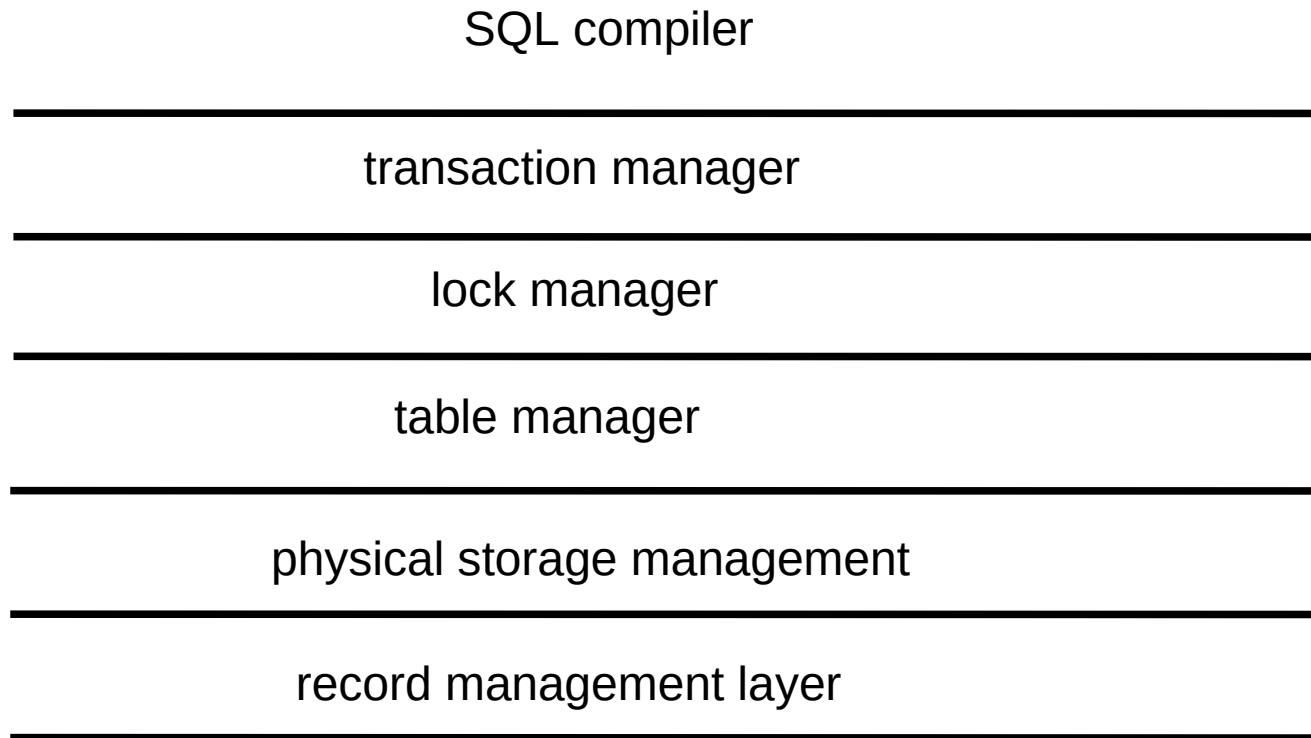 SQL compiler
transaction manager
lock manager
table manager
physical storage management
record management layer